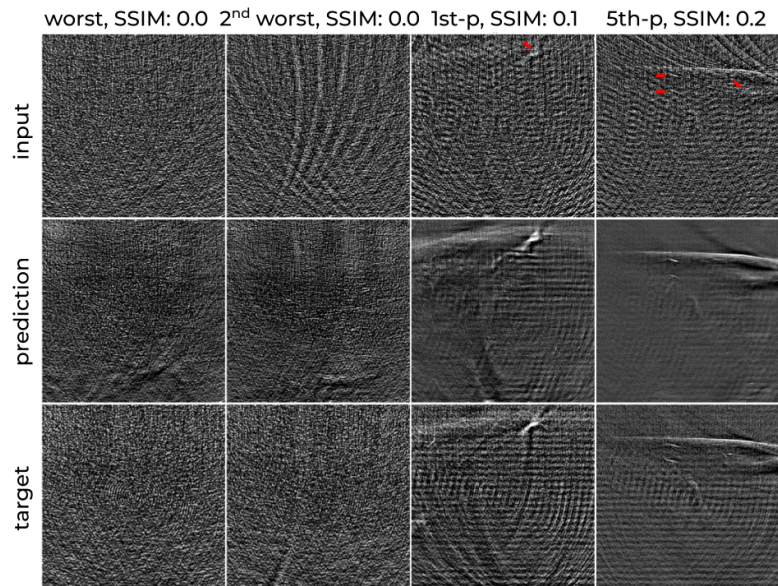 worst, SSIM: 0.0 2nd worst, SSIM: 0.0 1st-p, SSIM: 0.1 5th-p, SSIM: 0.2
input
prediction
target